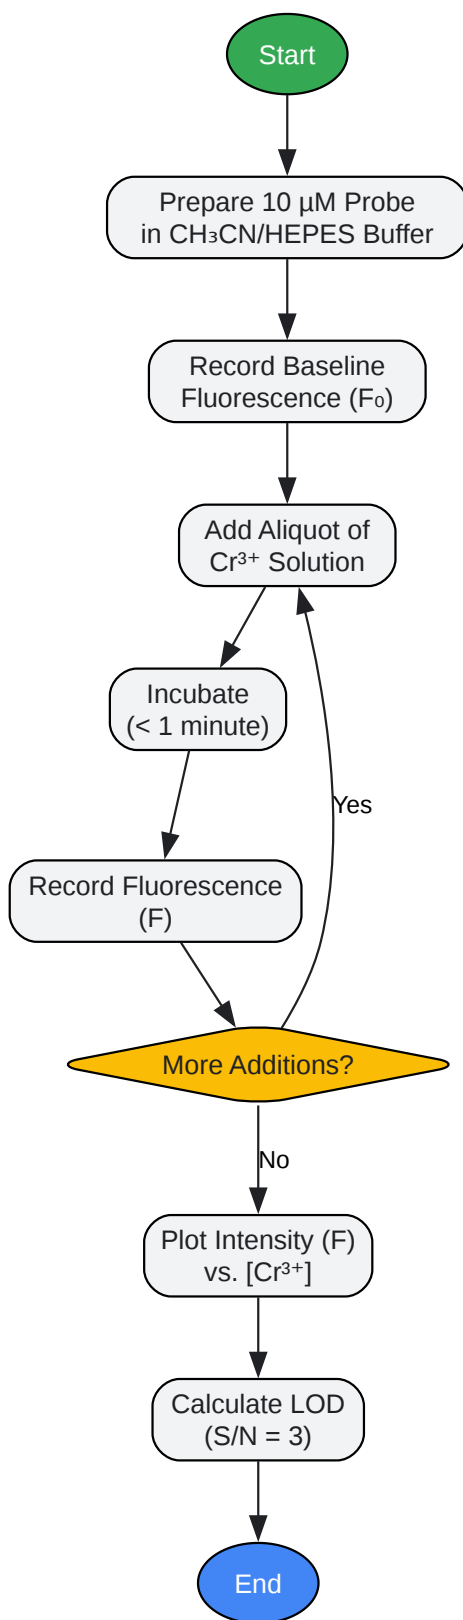 Start
Prepare 10 µM Probe
in CH₃CN/HEPES Buffer
Record Baseline
Fluorescence (F₀)
Add Aliquot of
Cr³⁺ Solution
Incubate
(< 1 minute)
Yes
Record Fluorescence
(F)
More Additions?
No
Plot Intensity (F)
vs. [Cr³⁺]
Calculate LOD
(S/N = 3)
End